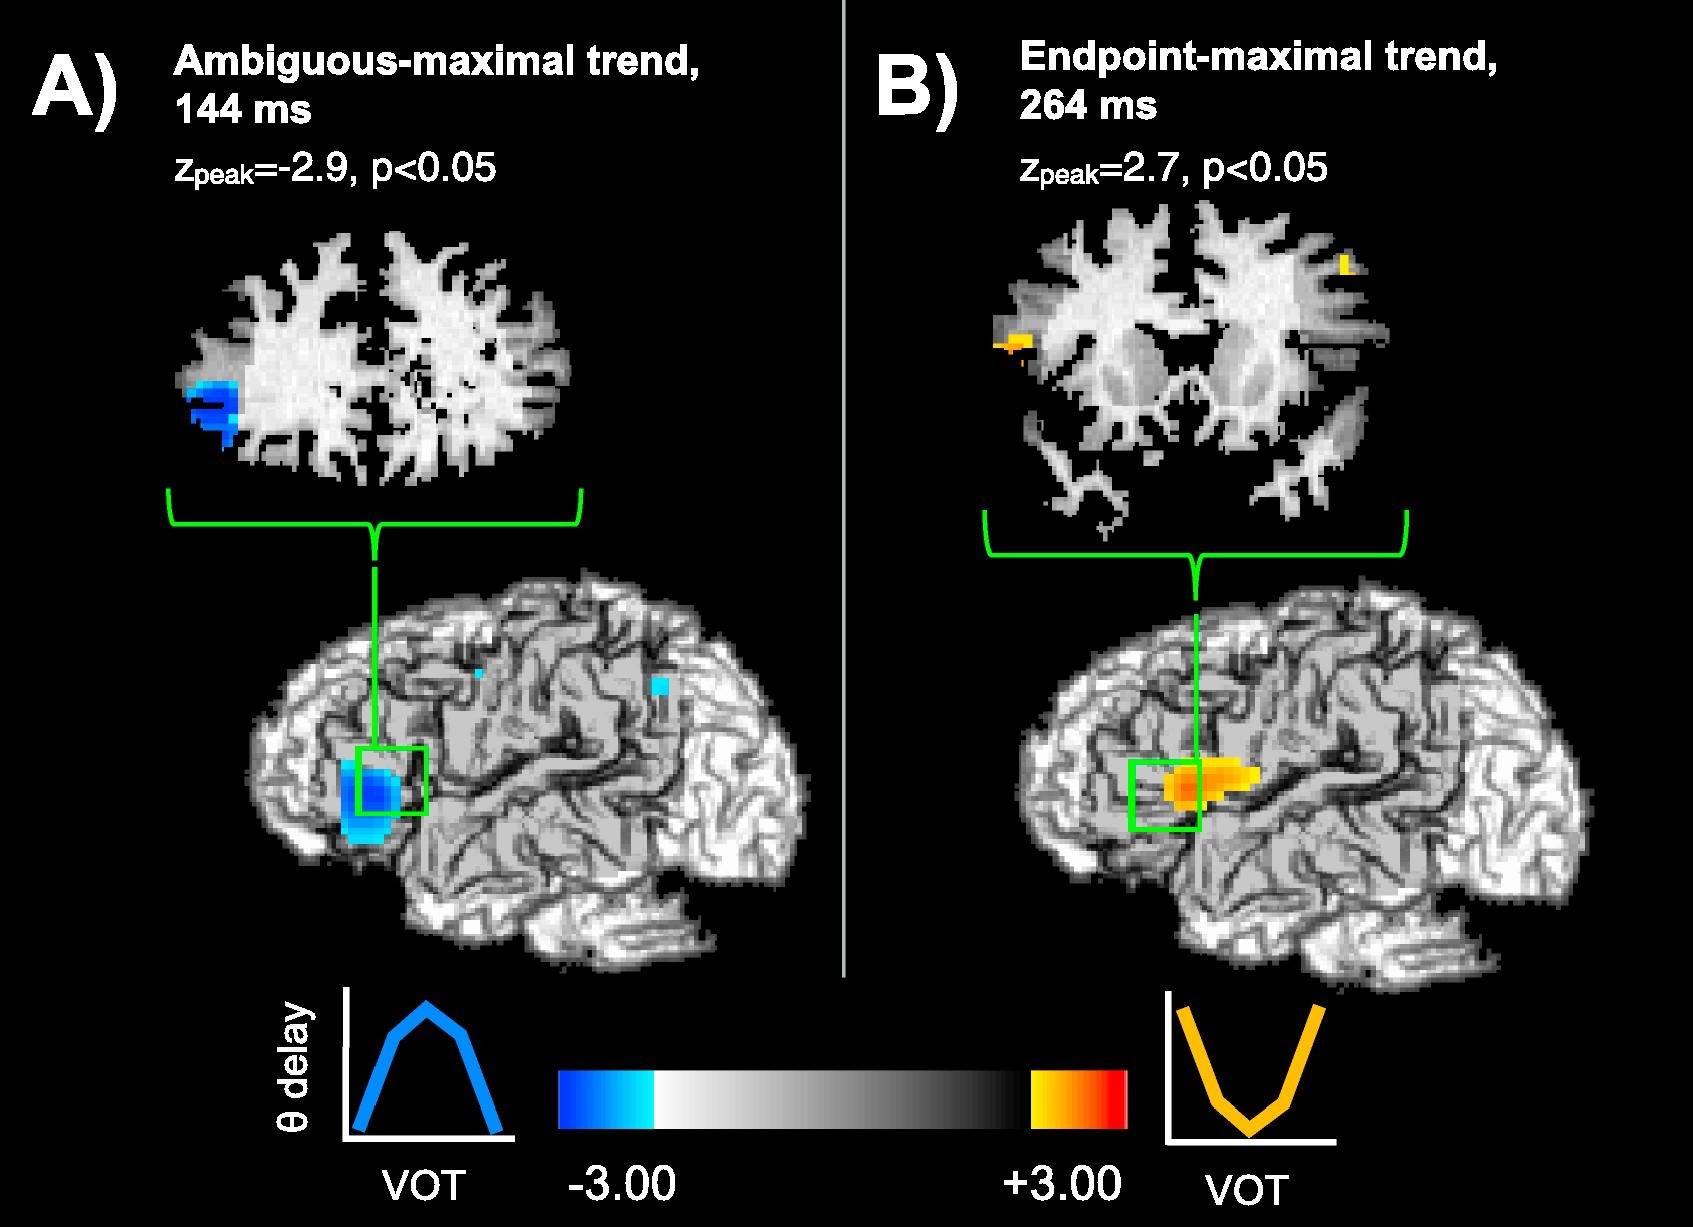 A)
Ambiguous-maximal trend,
144 ms
zpeak=-2.9, p<0.05
B)
Endpoint-maximal trend,
264 ms
zpeak=2.7, p<0.05
θ delay
VOT
-3.00
+3.00
VOT